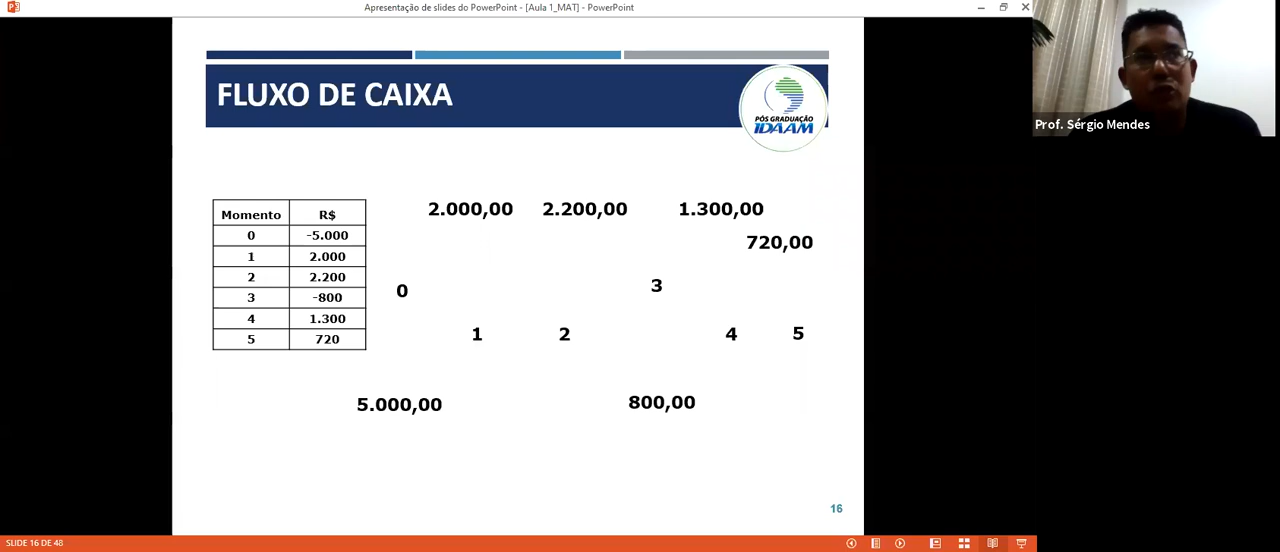 Apresentação de slides do PowerPoint - [Aula 1_MAT] - PowerPoint
FLUXO DE CAIXA
PÓS GRADUAÇÃO
IDAAM
Prof. Sérgio Mendes
Momento R$
0 -5.000
1 2.000
2 2.200
3 -800
4 1.300
5 720
2.000,00 2.200,00 1.300,00
720,00
0 3
1 2 4 5
5.000,00 800,00
16
SLIDE 16 DE 48